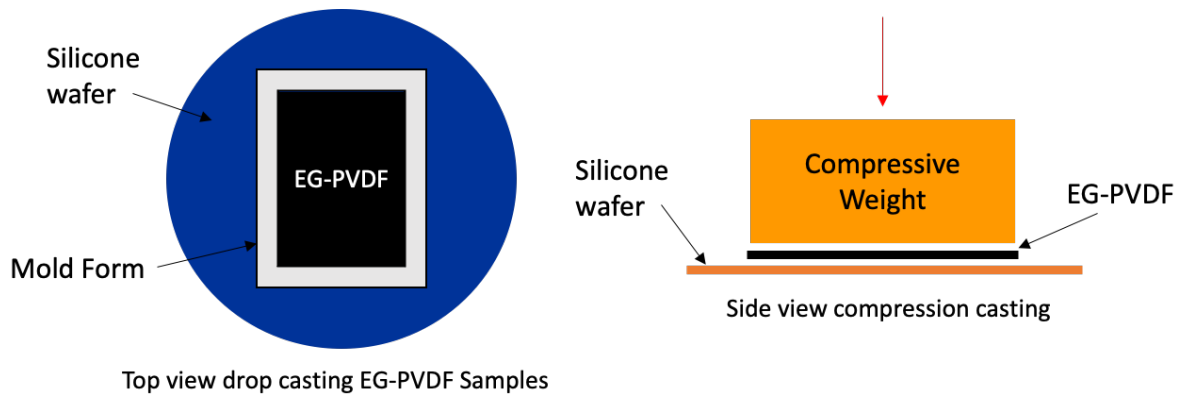 Silicone
wafer
EG-PVDF
Mold Form
Top view drop casting EG-PVDF Samples
Compressive
Weight
Silicone
wafer
EG-PVDF
Side view compression casting